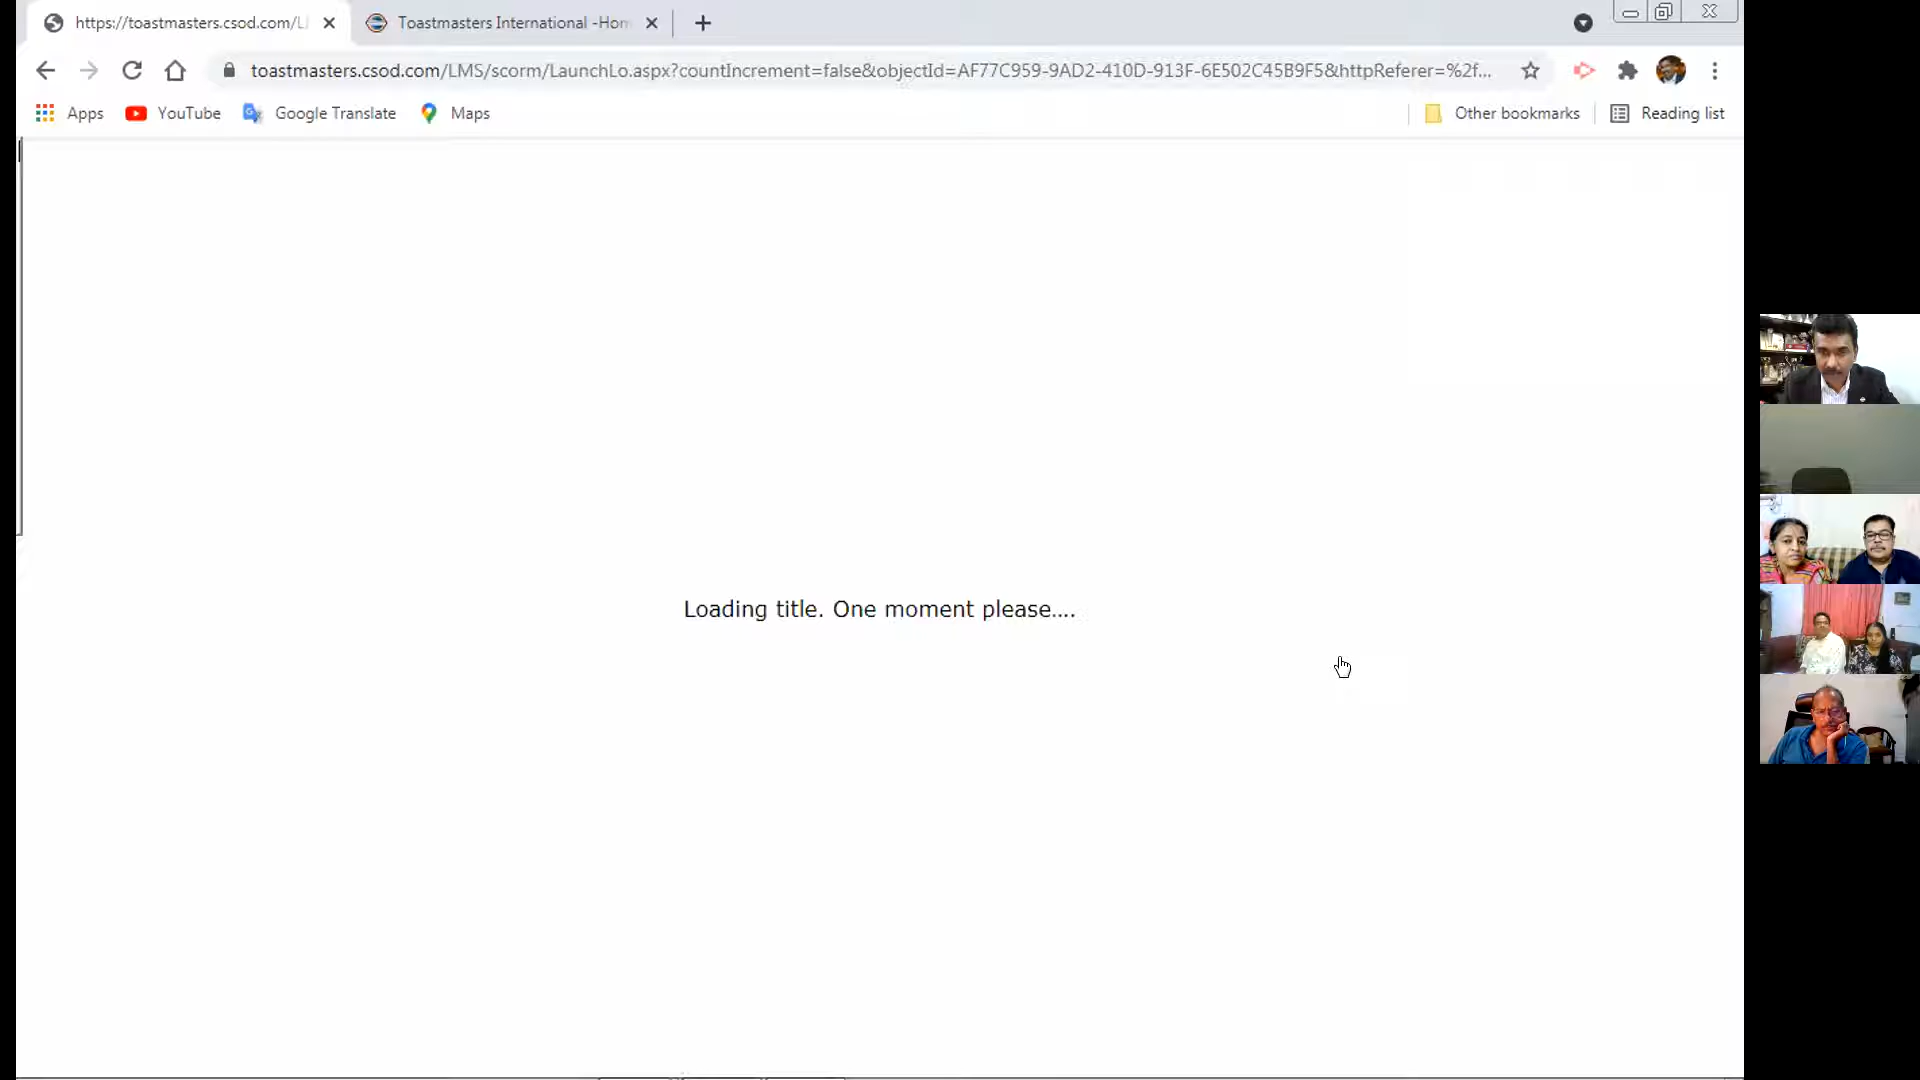 https://toastmasters.csod.com/L
Toastmasters International -Hom
toastmasters.csod.com/LMS/scorm/LaunchLo.aspx?countIncrement=false&objectId=AF77C959-9AD2-410D-913F-6E502C45B9F5&httpReferer=%2f...
Apps YouTube Google Translate Maps Other bookmarks Reading list
Loading title. One moment please....